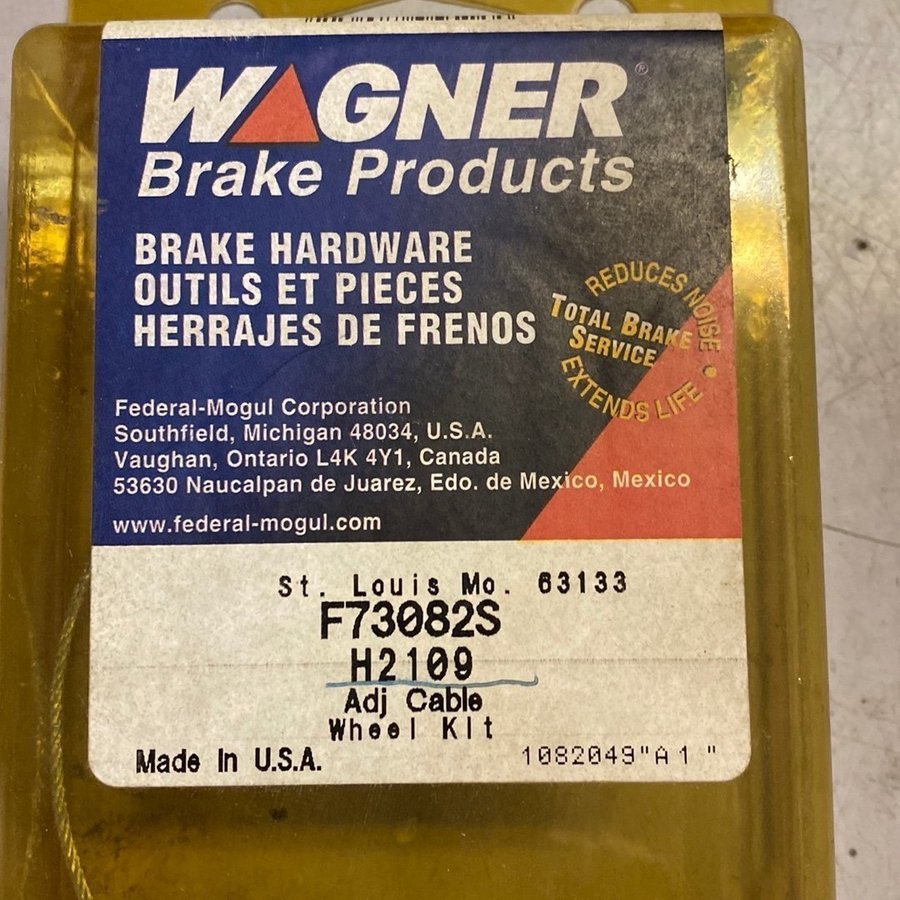 WAGNER®
Brake Products
BRAKE HARDWARE
OUTILS ET PIECES
HERRAJES DE FRENOS
REDUCES NOISE •
TOTAL BRAKE
SERVICE
EXTENDS LIFE
Federal-Mogul Corporation
Southfield, Michigan 48034, U.S.A.
Vaughan, Ontario L4K 4Y1, Canada
53630 Naucalpan de Juarez, Edo. de Mexico, Mexico
www.federal-mogul.com
St. Louis Mo. 63133
F73082S
H2109
Adj Cable
Wheel Kit
Made In U.S.A.
1082049"A1 "